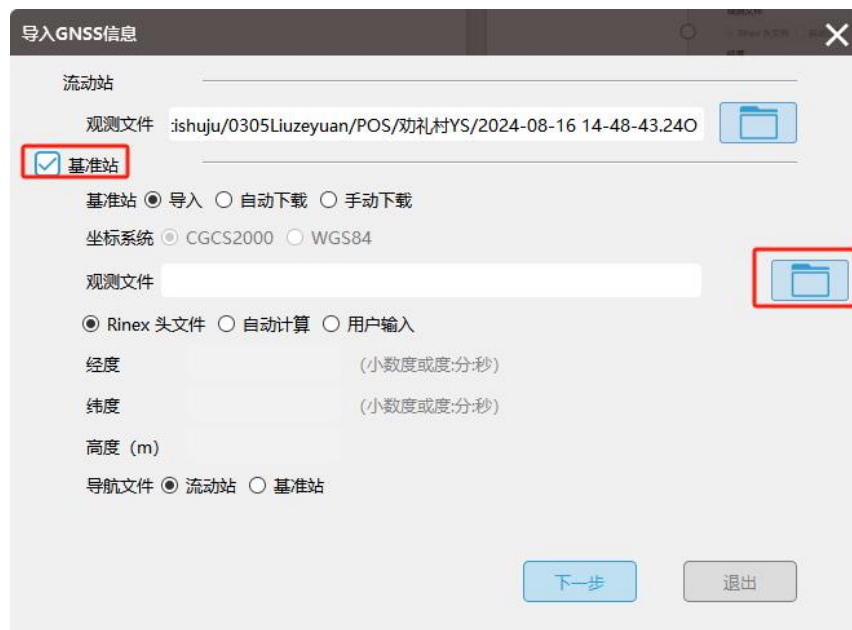 导入GNSS信息
流动站
观测文件 :ishuju/0305Liuzeyuan/POS/劝礼村YS/2024-08-16 14-48-43.24O
基准站
基准站 导入 自动下载 手动下载
坐标系统 CGCS2000 WGS84
观测文件
Rinex 头文件 自动计算 用户输入
经度 (小数度或度:分:秒)
纬度 (小数度或度:分:秒)
高度 (m)
导航文件 流动站 基准站
下一步 退出